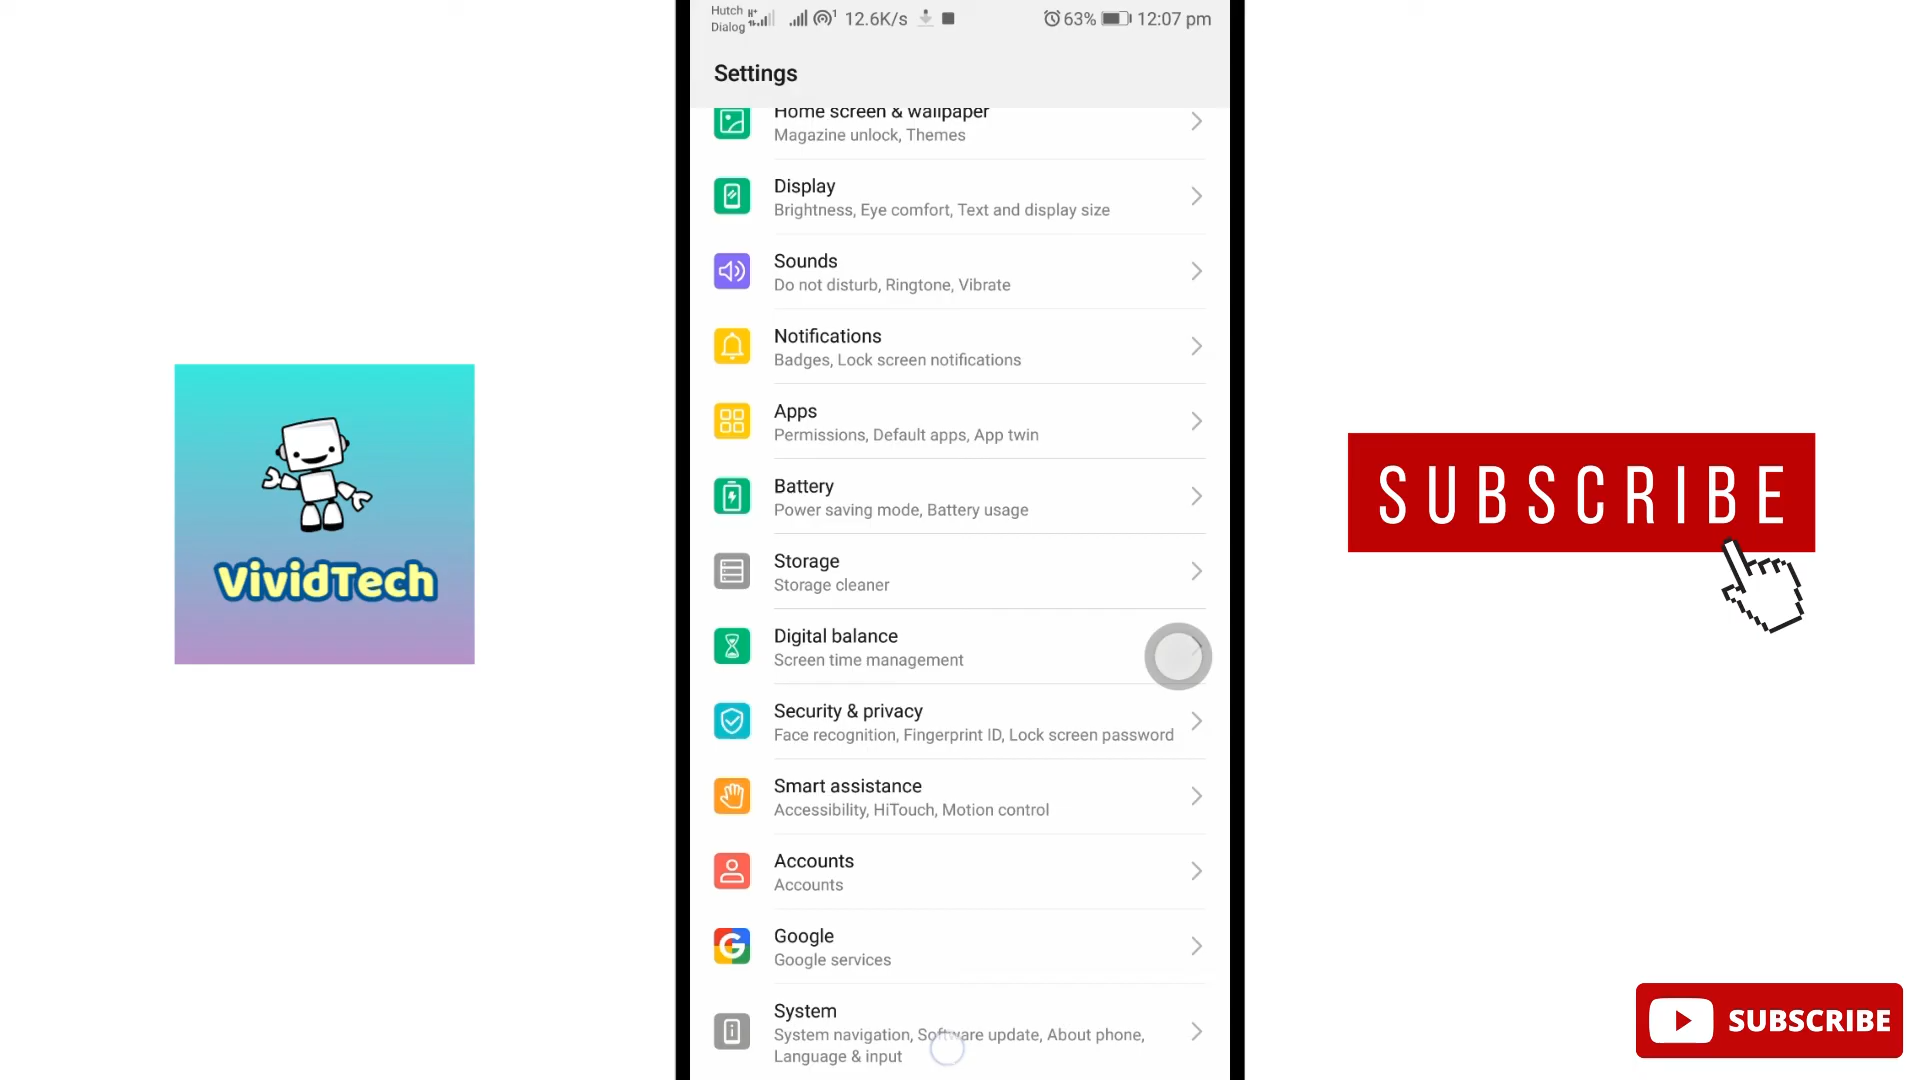 Hutch
Dialog
1 12.6K/s
63% 12:07 pm
Settings
Home screen & wallpaper
Magazine unlock, Themes
Display
Brightness, Eye comfort, Text and display size
Sounds
Do not disturb, Ringtone, Vibrate
Notifications
Badges, Lock screen notifications
Apps
Permissions, Default apps, App twin
Battery
Power saving mode, Battery usage
Storage
Storage cleaner
Digital balance
Screen time management
Security & privacy
Face recognition, Fingerprint ID, Lock screen password
Smart assistance
Accessibility, HiTouch, Motion control
Accounts
Accounts
Google
Google services
System
System navigation, Software update, About phone,
Language & input
VividTech
SUBSCRIBE
SUBSCRIBE